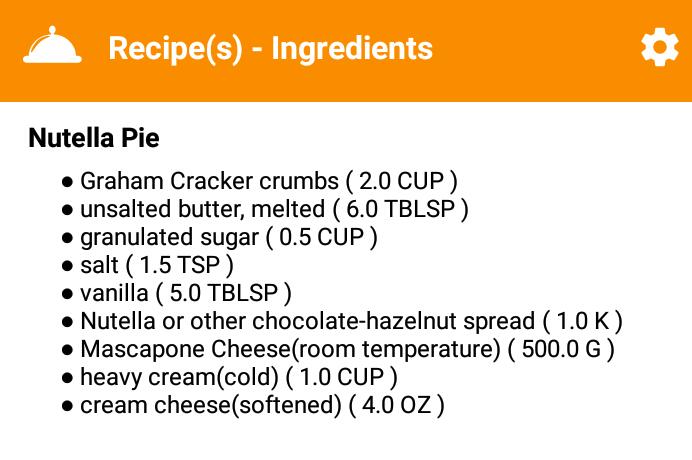 Recipe(s) - Ingredients
Nutella Pie
● Graham Cracker crumbs ( 2.0 CUP )
● unsalted butter, melted ( 6.0 TBLSP )
● granulated sugar ( 0.5 CUP )
● salt ( 1.5 TSP )
● vanilla ( 5.0 TBLSP )
● Nutella or other chocolate-hazelnut spread ( 1.0 K )
● Mascapone Cheese(room temperature) ( 500.0 G )
● heavy cream(cold) ( 1.0 CUP )
● cream cheese(softened) ( 4.0 OZ )